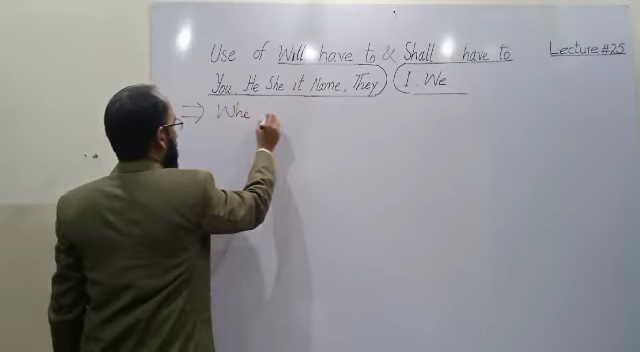 Use of Will have to & Shall have to Lecture #25
You He She it Name, They I We
⇒ Whe